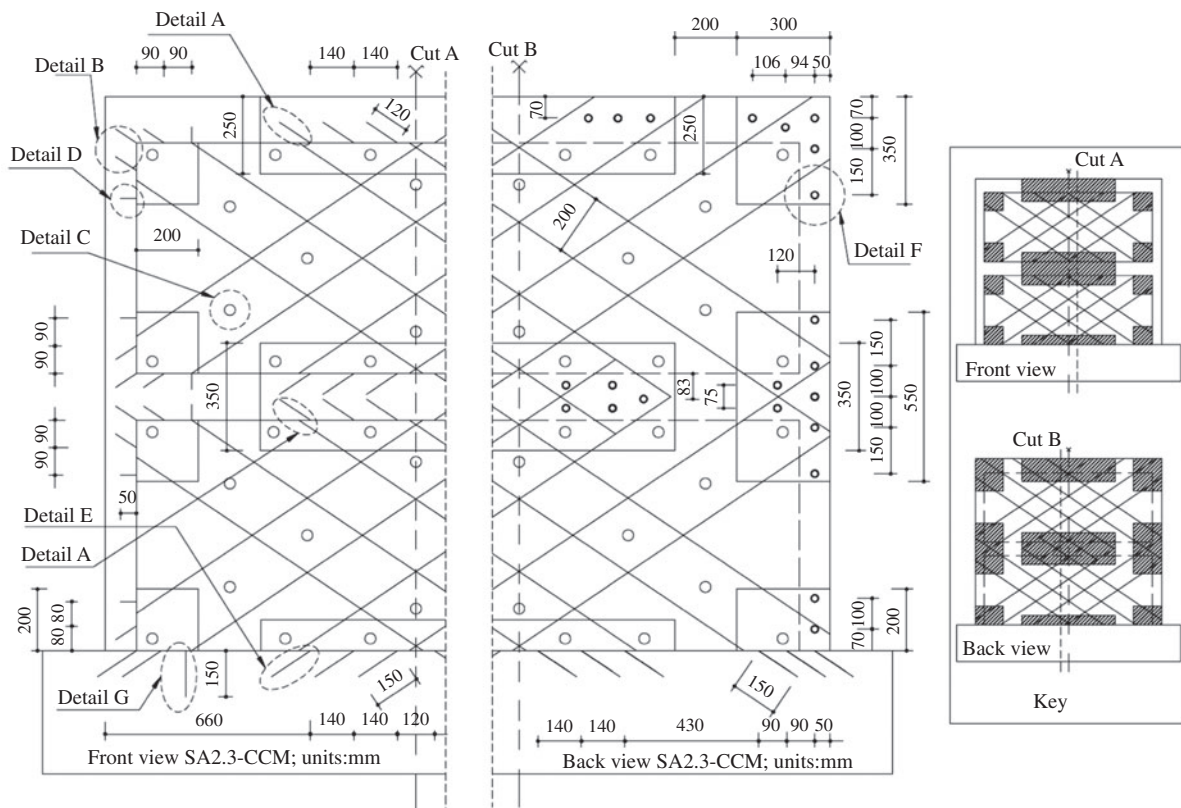 Detail A
200
300
90 90
140 140
Cut A
Cut B
106 94 50
Detail B
120
70
250
70
250
100
350
150
Detail D
Cut A
200
Detail F
200
Detail C
120
90
90
150
Front view
350
83
75
100
350
550
100
Cut B
90
90
150
50
Detail E
Detail A
200
80
80
100
70
200
Back view
150
150
150
Detail G
660
140
140
120
140
140
430
90
90
50
Key
Front view SA2.3-CCM; units:mm
Back view SA2.3-CCM; units:mm